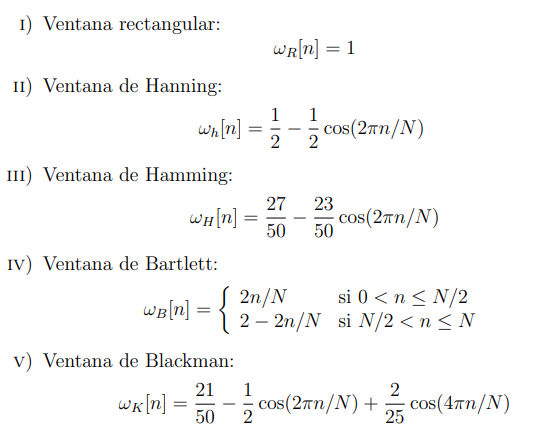 I) Ventana rectangular:
ω_R[n] = 1
II) Ventana de Hanning:
ω_h[n] = 1/2 − 1/2 cos(2πn/N)
III) Ventana de Hamming:
ω_H[n] = 27/50 − 23/50 cos(2πn/N)
IV) Ventana de Bartlett:
ω_B[n] = { 2n/N si 0 < n ≤ N/2
2 − 2n/N si N/2 < n ≤ N
V) Ventana de Blackman:
ω_K[n] = 21/50 − 1/2 cos(2πn/N) + 2/25 cos(4πn/N)